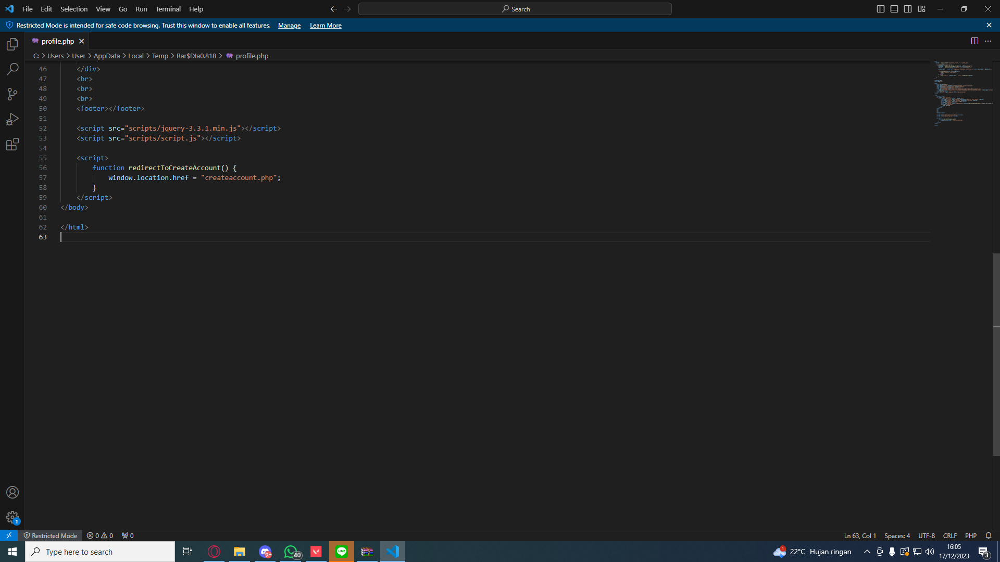 File Edit Selection View Go Run Terminal Help
Search
Restricted Mode is intended for safe code browsing. Trust this window to enable all features. Manage Learn More
profile.php
C: > Users > User > AppData > Local > Temp > Rar$DIa0.818 > profile.php
46 </div>
47 <br>
48 <br>
49 <br>
50 <footer></footer>
51
52 <script src="scripts/jquery-3.3.1.min.js"></script>
53 <script src="scripts/script.js"></script>
54
55 <script>
56 function redirectToCreateAccount() {
57 window.location.href = "createaccount.php";
58 }
59 </script>
60 </body>
61
62 </html>
63
1
Restricted Mode 0 0 0 Ln 63, Col 1 Spaces: 4 UTF-8 CRLF PHP
Type here to search 9+ 40 LINE 1 22°C Hujan ringan 16:05
17/12/2023 3